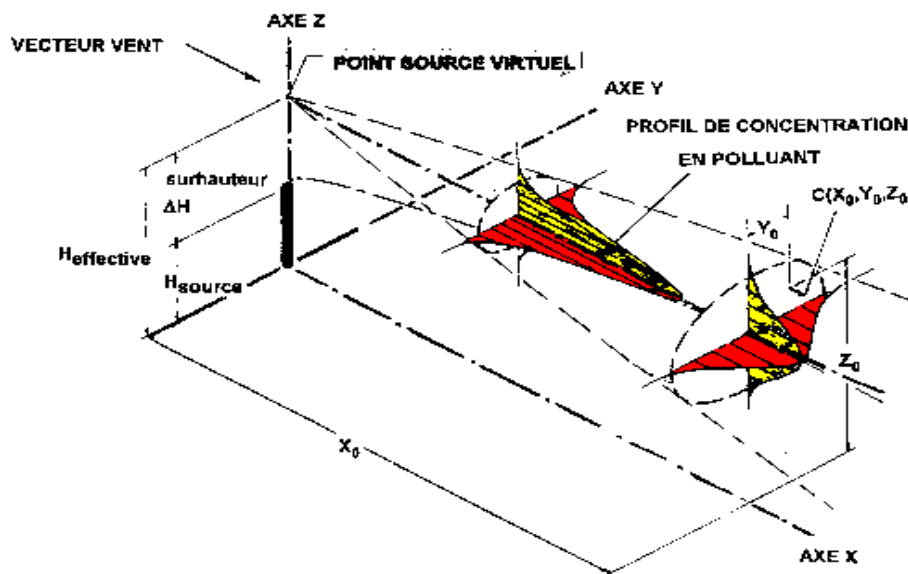 AXE Z
VECTEUR VENT
POINT SOURCE VIRTUEL
AXE Y
PROFIL DE CONCENTRATION
EN POLLUANT
C(X₀,Y₀,Z₀
surhauteur
ΔH
Y₀
Heffective
Hsource
Z₀
X₀
AXE X